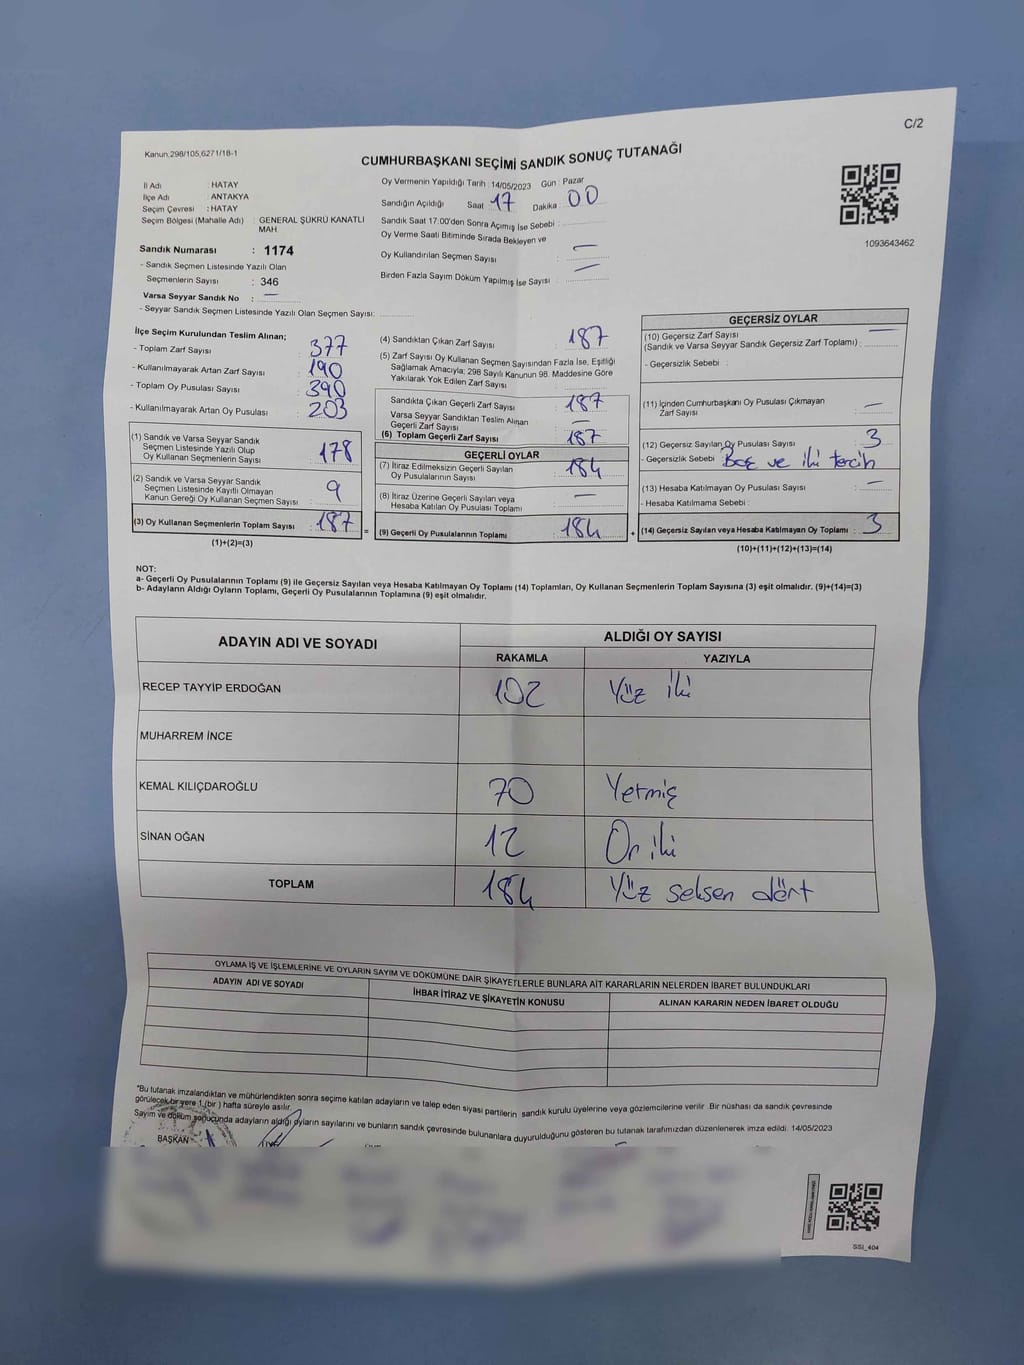 C/2
Kanun,298/105,6271/18-1
CUMHURBAŞKANI SEÇİMİ SANDIK SONUÇ TUTANAĞI
İl Adı : HATAY
İlçe Adı : ANTAKYA
Seçim Çevresi : HATAY
Seçim Bölgesi (Mahalle Adı) : GENERAL ŞÜKRÜ KANATLI
MAH
Sandık Numarası : 1174
- Sandık Seçmen Listesinde Yazılı Olan
Seçmenlerin Sayısı : 346
Varsa Seyyar Sandık No : —
- Seyyar Sandık Seçmen Listesinde Yazılı Olan Seçmen Sayısı:
Oy Vermenin Yapıldığı Tarih : 14/05/2023 Gün : Pazar
Sandığın Açıldığı Saat 17 Dakika 00
Sandık Saat 17:00'den Sonra Açımış İse Sebebi :
Oy Verme Saati Bitiminde Sırada Bekleyen ve
Oy Kullandırılan Seçmen Sayısı : —
Birden Fazla Sayım Döküm Yapılmış İse Sayısı : —
1093643462
İlçe Seçim Kurulundan Teslim Alınan;
- Toplam Zarf Sayısı : 377
- Kullanılmayarak Artan Zarf Sayısı : 190
- Toplam Oy Pusulası Sayısı : 390
- Kullanılmayarak Artan Oy Pusulası : 203
(1) Sandık ve Varsa Seyyar Sandık
Seçmen Listesinde Yazılı Olup
Oy Kullanan Seçmenlerin Sayısı : 178
(2) Sandık ve Varsa Seyyar Sandık
Seçmen Listesinde Kayıtlı Olmayan
Kanun Gereği Oy Kullanan Seçmen Sayısı : 9
(3) Oy Kullanan Seçmenlerin Toplam Sayısı : 187 =
(1)+(2)=(3)
(4) Sandıktan Çıkan Zarf Sayısı : 187
(5) Zarf Sayısı Oy Kullanan Seçmen Sayısından Fazla İse, Eşitliği
Sağlamak Amacıyla; 298 Sayılı Kanunun 98. Maddesine Göre
Yakılarak Yok Edilen Zarf Sayısı :
Sandıkta Çıkan Geçerli Zarf Sayısı : 187
Varsa Seyyar Sandıktan Teslim Alınan
Geçerli Zarf Sayısı : —
(6) Toplam Geçerli Zarf Sayısı : 187
GEÇERLİ OYLAR
(7) İtiraz Edilmeksizin Geçerli Sayılan
Oy Pusulalarının Sayısı : 184
(8) İtiraz Üzerine Geçerli Sayılan veya
Hesaba Katılan Oy Pusulası Toplamı : —
(9) Geçerli Oy Pusulalarının Toplamı : 184 +
GEÇERSİZ OYLAR
(10) Geçersiz Zarf Sayısı —
(Sandık ve Varsa Seyyar Sandık Geçersiz Zarf Toplamı) :
- Geçersizlik Sebebi :
(11) İçinden Cumhurbaşkanı Oy Pusulası Çıkmayan
Zarf Sayısı : —
(12) Geçersiz Sayılan Oy Pusulası Sayısı : 3
- Geçersizlik Sebebi : Boş ve iki tercih
(13) Hesaba Katılmayan Oy Pusulası Sayısı : —
- Hesaba Katılmama Sebebi :
(14) Geçersiz Sayılan veya Hesaba Katılmayan Oy Toplamı : 3
(10)+(11)+(12)+(13)=(14)
NOT:
a- Geçerli Oy Pusulalarının Toplamı (9) ile Geçersiz Sayılan veya Hesaba Katılmayan Oy Toplamı (14) Toplamları, Oy Kullanan Seçmenlerin Toplam Sayısına (3) eşit olmalıdır. (9)+(14)=(3)
b- Adayların Aldığı Oyların Toplamı, Geçerli Oy Pusulalarının Toplamına (9) eşit olmalıdır.
ADAYIN ADI VE SOYADI ALDIĞI OY SAYISI
RAKAMLA YAZIYLA
RECEP TAYYİP ERDOĞAN 102 Yüz iki
MUHARREM İNCE
KEMAL KILIÇDAROĞLU 70 Yetmiş
SİNAN OĞAN 12 On iki
TOPLAM 184 Yüz seksen dört
OYLAMA İŞ VE İŞLEMLERİNE VE OYLARIN SAYIM VE DÖKÜMÜNE DAİR ŞİKAYETLERLE BUNLARA AİT KARARLARIN NELERDEN İBARET BULUNDUKLARI
ADAYIN ADI VE SOYADI İHBAR İTİRAZ VE ŞİKAYETİN KONUSU ALINAN KARARIN NEDEN İBARET OLDUĞU
*Bu tutanak imzalandıktan ve mühürlendikten sonra seçime katılan adayların ve talep eden siyasi partilerin sandık kurulu üyelerine veya gözlemcilerine verilir .Bir nüshası da sandık çevresinde
görülecek bir yere 1 (bir ) hafta süreyle asılır.
Sayım ve döküm sonucunda adayların aldığı oyların sayılarını ve bunların sandık çevresinde bulunanlara duyurulduğunu gösteren bu tutanak tarafımızdan düzenlenerek imza edildi. 14/05/2023
BAŞKAN
SSI_404